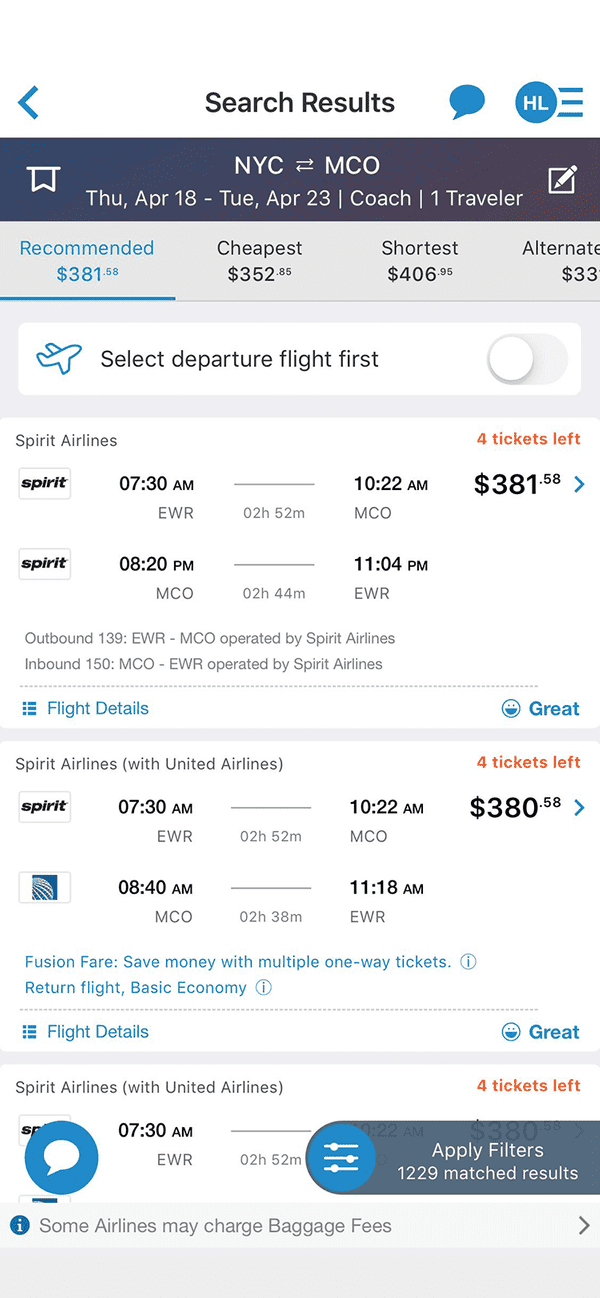 Search Results
HL
NYC ⇄ MCO
Thu, Apr 18 - Tue, Apr 23 | Coach | 1 Traveler
Recommended Cheapest Shortest Alternate
$381.58 $352.85 $406.95 $33
Select departure flight first
Spirit Airlines 4 tickets left
spirit 07:30 AM 10:22 AM $381.58
EWR 02h 52m MCO
spirit 08:20 PM 11:04 PM
MCO 02h 44m EWR
Outbound 139: EWR - MCO operated by Spirit Airlines
Inbound 150: MCO - EWR operated by Spirit Airlines
Flight Details Great
Spirit Airlines (with United Airlines) 4 tickets left
spirit 07:30 AM 10:22 AM $380.58
EWR 02h 52m MCO
08:40 AM 11:18 AM
MCO 02h 38m EWR
Fusion Fare: Save money with multiple one-way tickets.
Return flight, Basic Economy
Flight Details Great
Spirit Airlines (with United Airlines) 4 tickets left
sp 07:30 AM 0:22 AM $380.58
EWR 02h 52m
Apply Filters
1229 matched results
Some Airlines may charge Baggage Fees